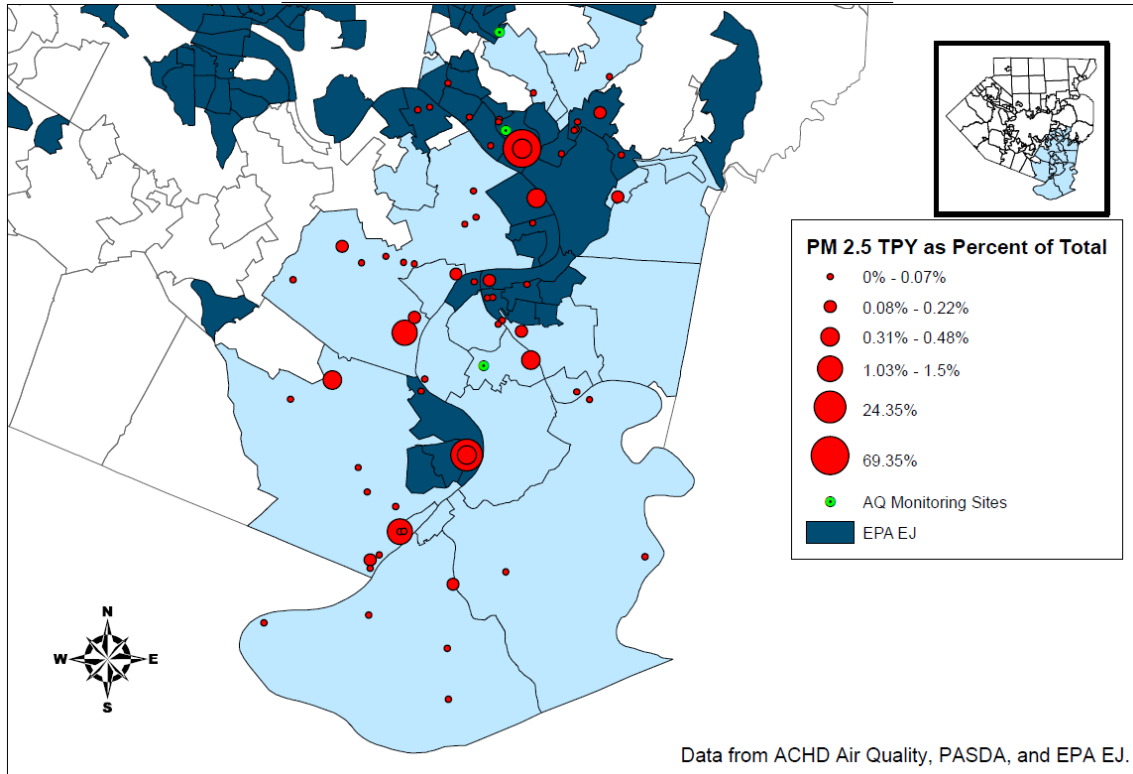 N
W
E
S
PM 2.5 TPY as Percent of Total
0% - 0.07%
0.08% - 0.22%
0.31% - 0.48%
1.03% - 1.5%
24.35%
69.35%
AQ Monitoring Sites
EPA EJ
Data from ACHD Air Quality, PASDA, and EPA EJ.